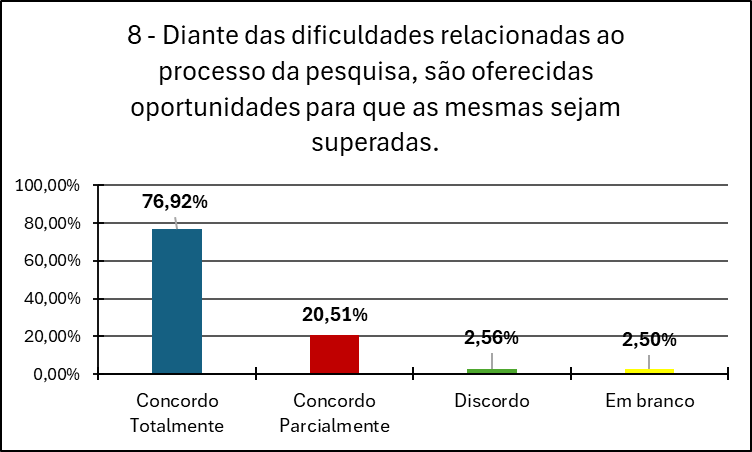 8 - Diante das dificuldades relacionadas ao
processo da pesquisa, são oferecidas
oportunidades para que as mesmas sejam
superadas.
100,00%
80,00%
60,00%
40,00%
20,00%
0,00%
76,92%
20,51%
2,56%
2,50%
Concordo
Totalmente
Concordo
Parcialmente
Discordo
Em branco